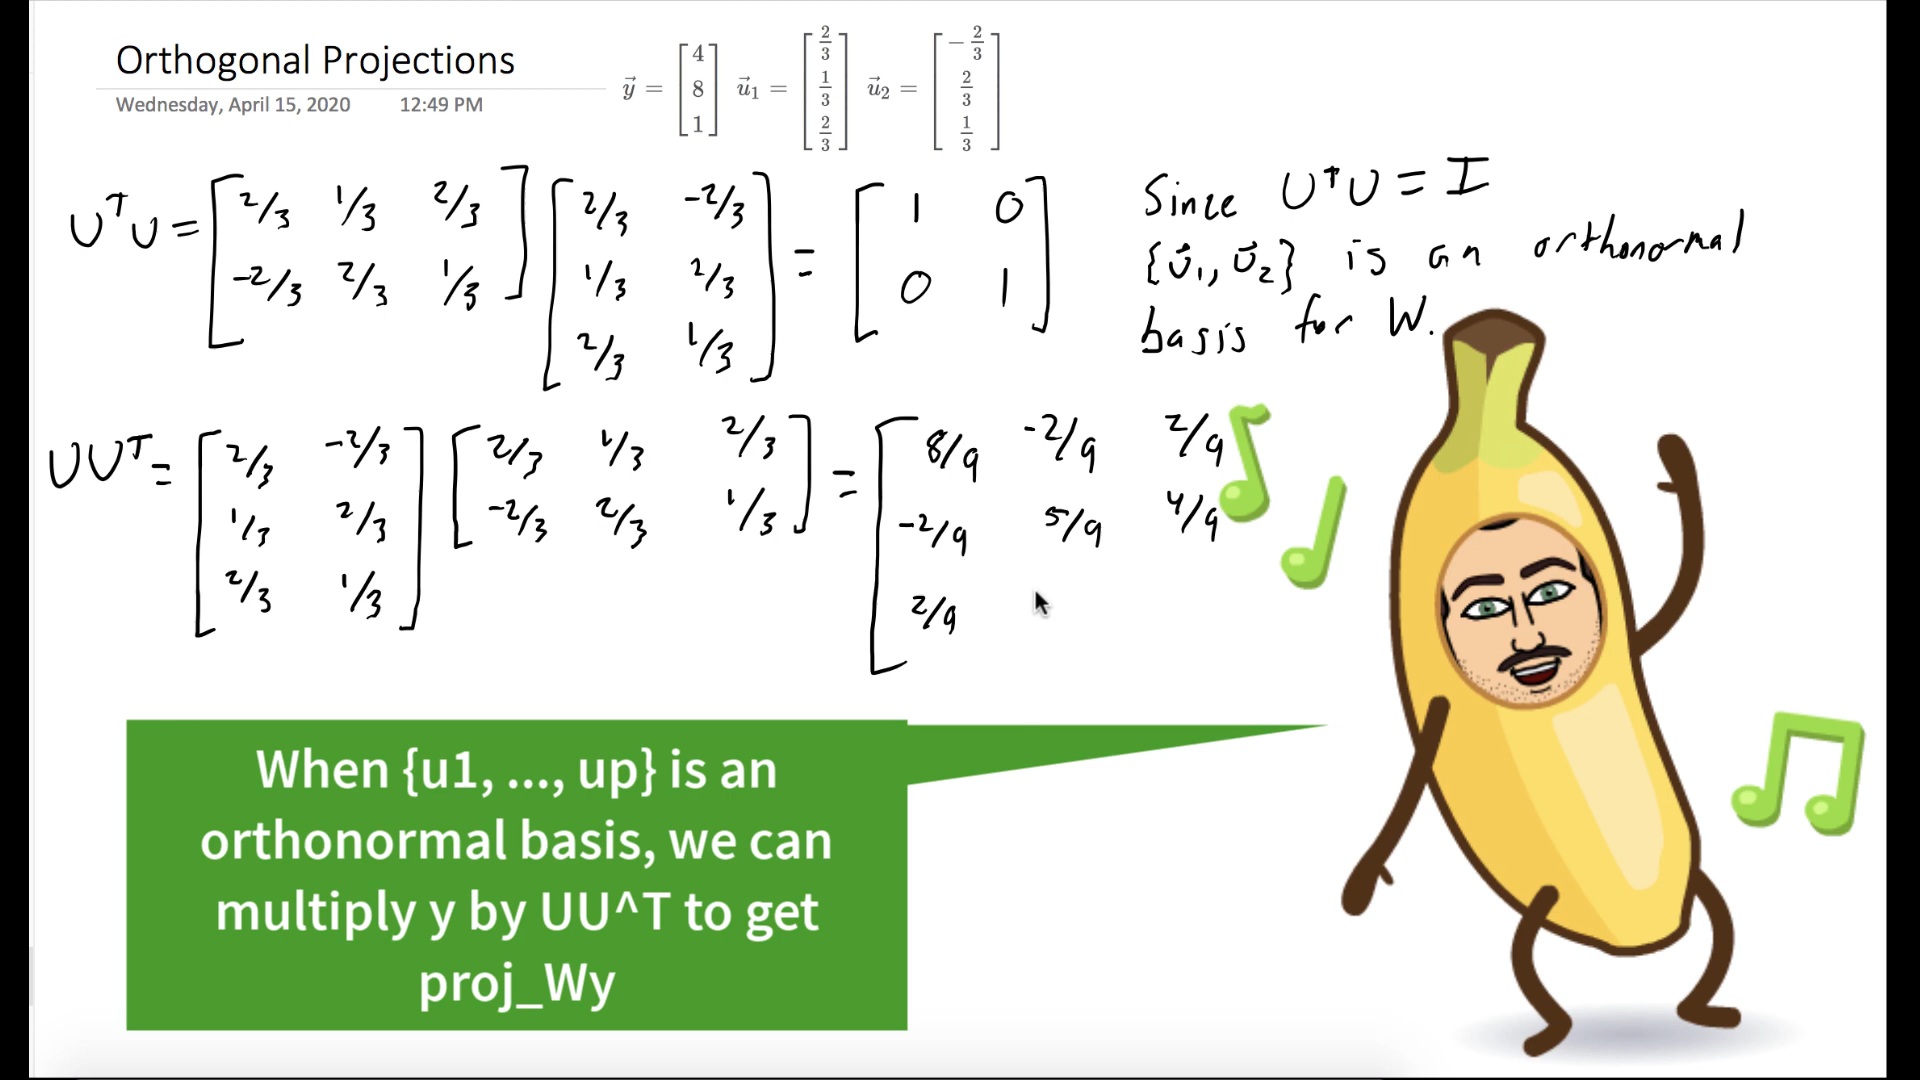 Orthogonal Projections
Wednesday, April 15, 2020 12:49 PM
y⃗ = [4 8 1] u⃗₁ = [2/3 1/3 2/3] u⃗₂ = [-2/3 2/3 1/3]
UᵀU = [2/3 1/3 2/3; -2/3 2/3 1/3] [2/3 -2/3; 1/3 2/3; 2/3 1/3] = [1 0; 0 1]
Since UᵀU = I
{u⃗₁, u⃗₂} is an orthonormal
basis for W.
UUᵀ = [2/3 -2/3; 1/3 2/3; 2/3 1/3] [2/3 1/3 2/3; -2/3 2/3 1/3] = [8/9 -2/9 2/9; -2/9 5/9 4/9; 2/9
When {u1, ..., up} is an
orthonormal basis, we can
multiply y by UU^T to get
proj_Wy